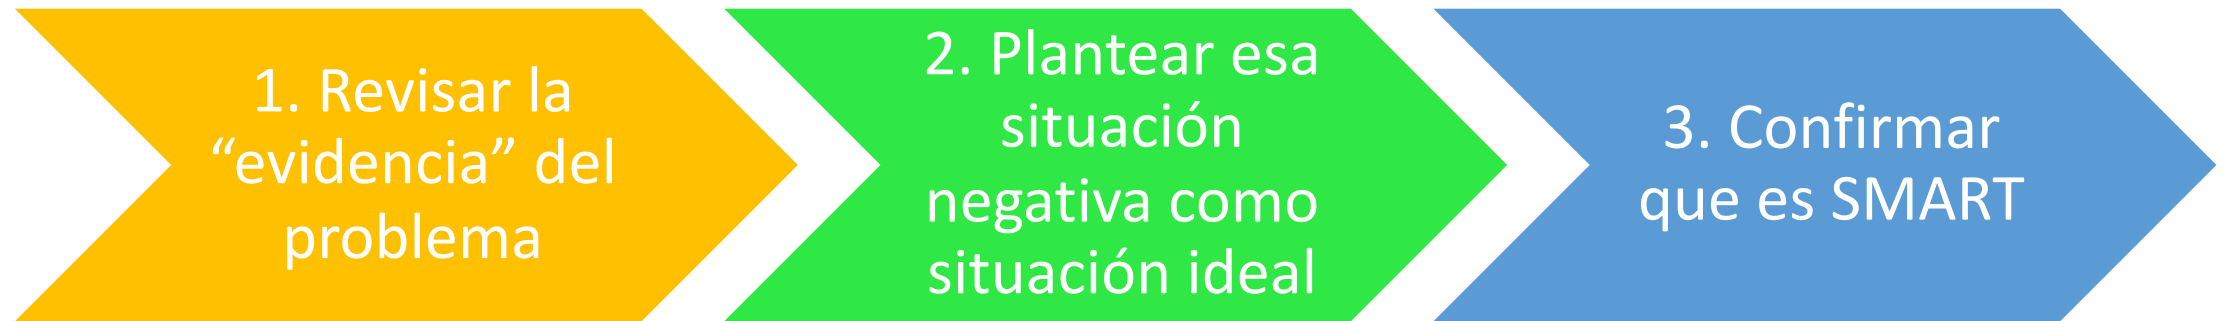 1. Revisar la
“evidencia” del
problema
2. Plantear esa
situación
negativa como
situación ideal
3. Confirmar
que es SMART